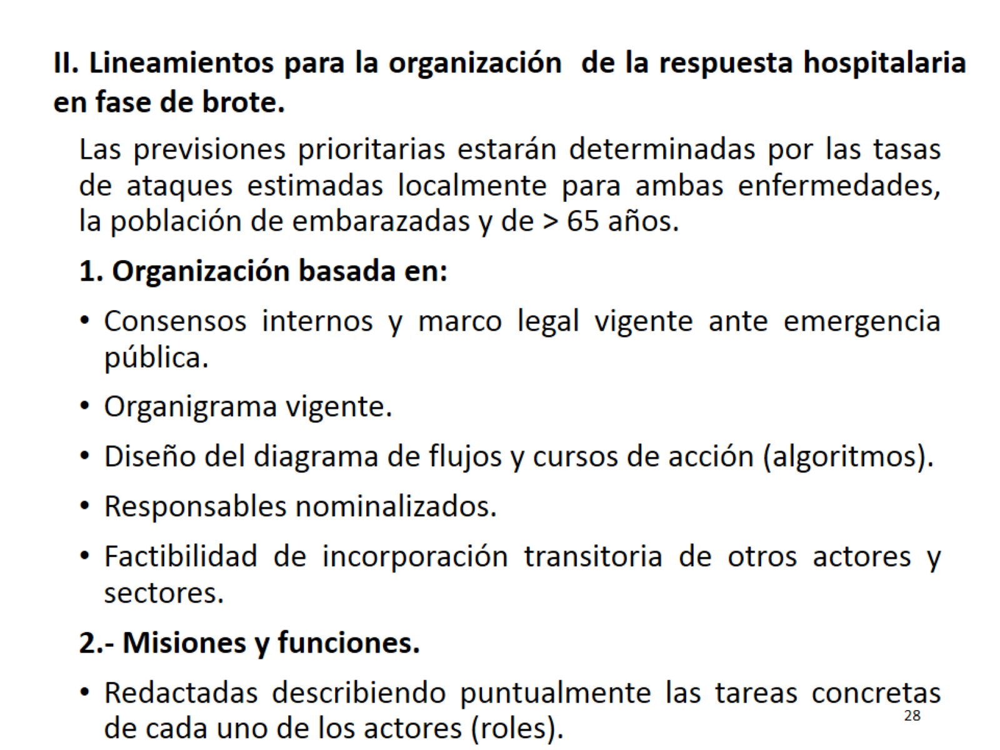 II. Lineamientos para la organización  de la respuesta hospitalaria
en fase de brote.
Las previsiones prioritarias estarán determinadas por las tasas
de ataques estimadas localmente para ambas enfermedades,
la población de embarazadas y de > 65 años.
1. Organización basada en:
• Consensos internos y marco legal vigente ante emergencia
pública.
• Organigrama vigente.
• Diseño del diagrama de flujos y cursos de acción (algoritmos).
• Responsables nominalizados.
• Factibilidad de incorporación transitoria de otros actores y
sectores.
2.- Misiones y funciones.
• Redactadas describiendo puntualmente las tareas concretas
de cada uno de los actores (roles).
28